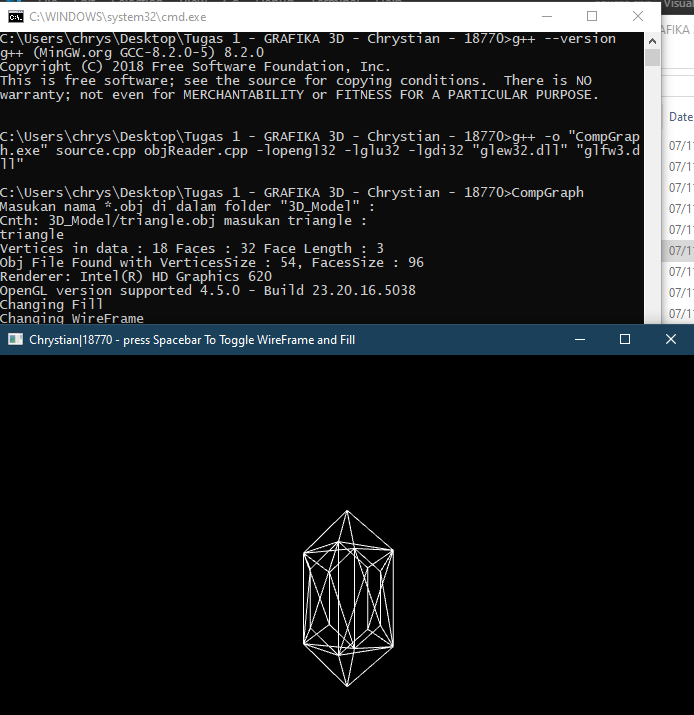 C:\WINDOWS\system32\cmd.exe
C:\Users\chrys\Desktop\Tugas 1 - GRAFIKA 3D - Chrystian - 18770>g++ --version
g++ (MinGW.org GCC-8.2.0-5) 8.2.0
Copyright (C) 2018 Free Software Foundation, Inc.
This is free software; see the source for copying conditions.  There is NO
warranty; not even for MERCHANTABILITY or FITNESS FOR A PARTICULAR PURPOSE.
C:\Users\chrys\Desktop\Tugas 1 - GRAFIKA 3D - Chrystian - 18770>g++ -o "CompGrap
h.exe" source.cpp objReader.cpp -lopengl32 -lglu32 -lgdi32 "glew32.dll" "glfw3.d
ll"
C:\Users\chrys\Desktop\Tugas 1 - GRAFIKA 3D - Chrystian - 18770>CompGraph
Masukan nama *.obj di dalam folder "3D_Model" :
Cnth: 3D_Model/triangle.obj masukan triangle :
triangle
Vertices in data : 18 Faces : 32 Face Length : 3
Obj File Found with VerticesSize : 54, FacesSize : 96
Renderer: Intel(R) HD Graphics 620
OpenGL version supported 4.5.0 - Build 23.20.16.5038
Changing Fill
Changing WireFrame
Date
07/1
07/1
07/1
07/1
07/1
07/1
07/1
07/1
07/1
Chrystian|18770 - press Spacebar To Toggle WireFrame and Fill